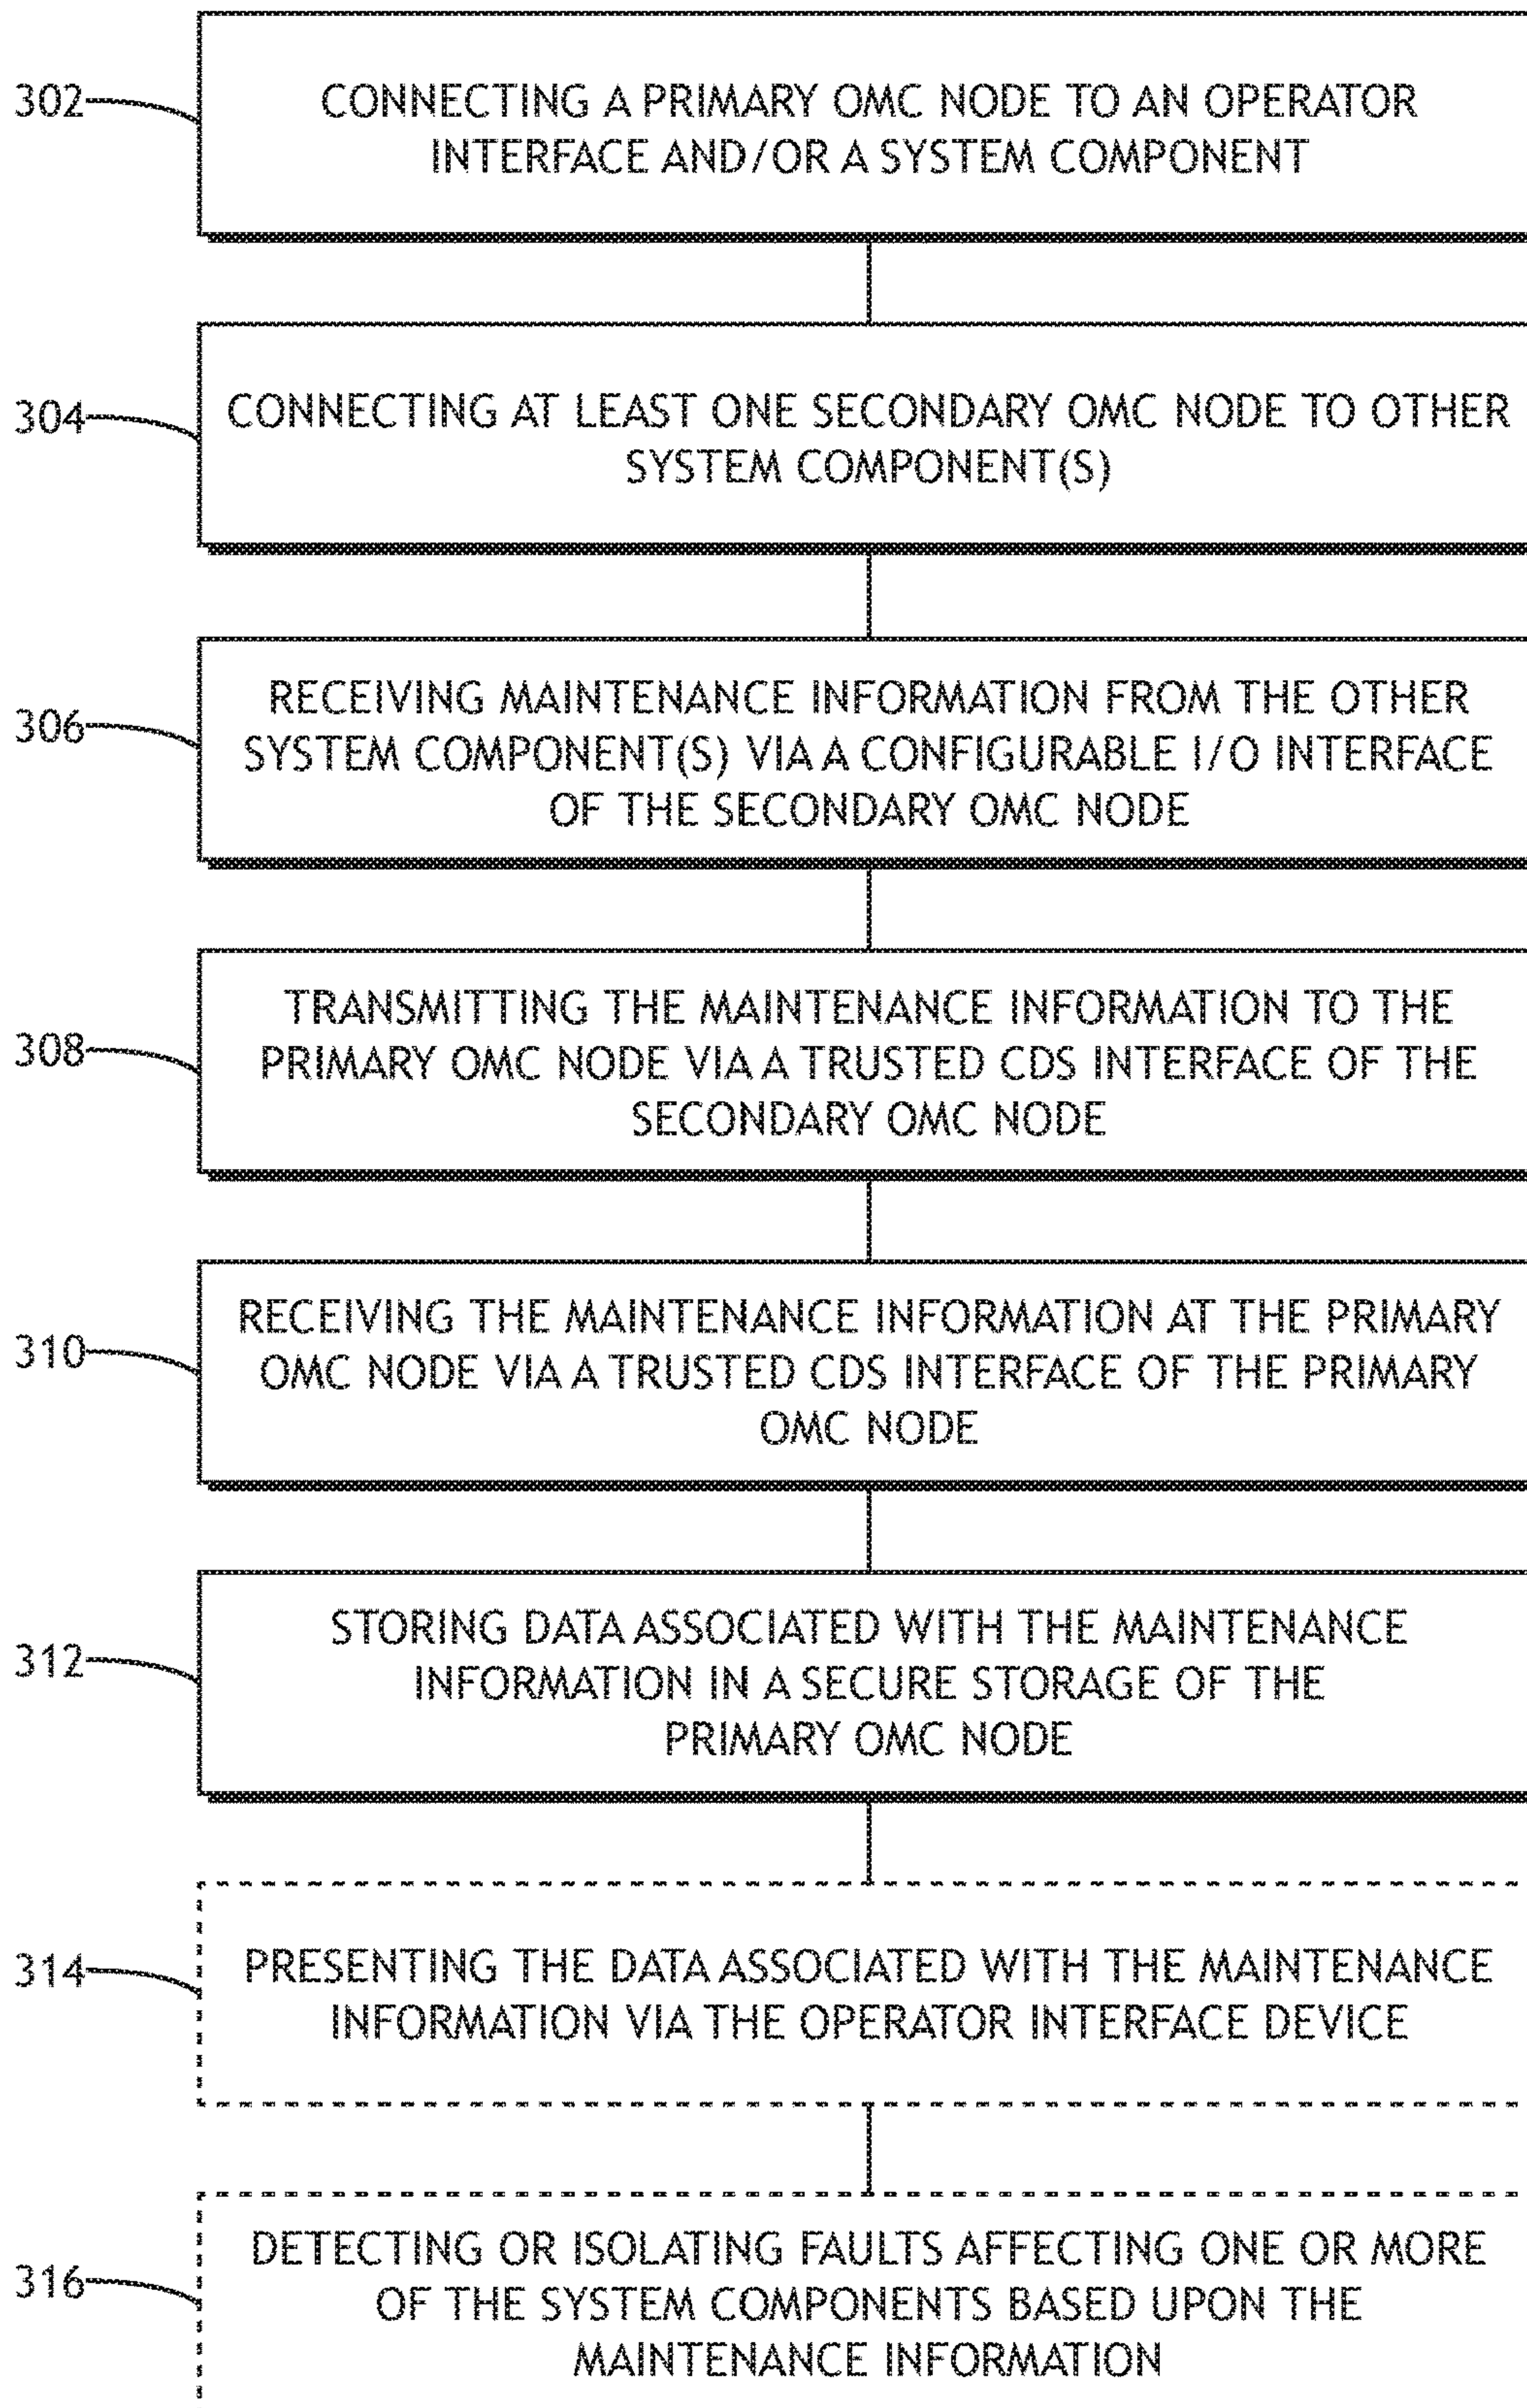 302
CONNECTING A PRIMARY OMC NODE TO AN OPERATOR
INTERFACE AND/OR A SYSTEM COMPONENT
304
CONNECTING AT LEAST ONE SECONDARY OMC NODE TO OTHER
SYSTEM COMPONENT(S)
306
RECEIVING MAINTENANCE INFORMATION FROM THE OTHER
SYSTEM COMPONENT(S) VIA A CONFIGURABLE I/O INTERFACE
OF THE SECONDARY OMC NODE
308
TRANSMITTING THE MAINTENANCE INFORMATION TO THE
PRIMARY OMC NODE VIA A TRUSTED CDS INTERFACE OF THE
SECONDARY OMC NODE
310
RECEIVING THE MAINTENANCE INFORMATION AT THE PRIMARY
OMC NODE VIA A TRUSTED CDS INTERFACE OF THE PRIMARY
OMC NODE
312
STORING DATA ASSOCIATED WITH THE MAINTENANCE
INFORMATION IN A SECURE STORAGE OF THE
PRIMARY OMC NODE
314
PRESENTING THE DATA ASSOCIATED WITH THE MAINTENANCE
INFORMATION VIA THE OPERATOR INTERFACE DEVICE
316
DETECTING OR ISOLATING FAULTS AFFECTING ONE OR MORE
OF THE SYSTEM COMPONENTS BASED UPON THE
MAINTENANCE INFORMATION